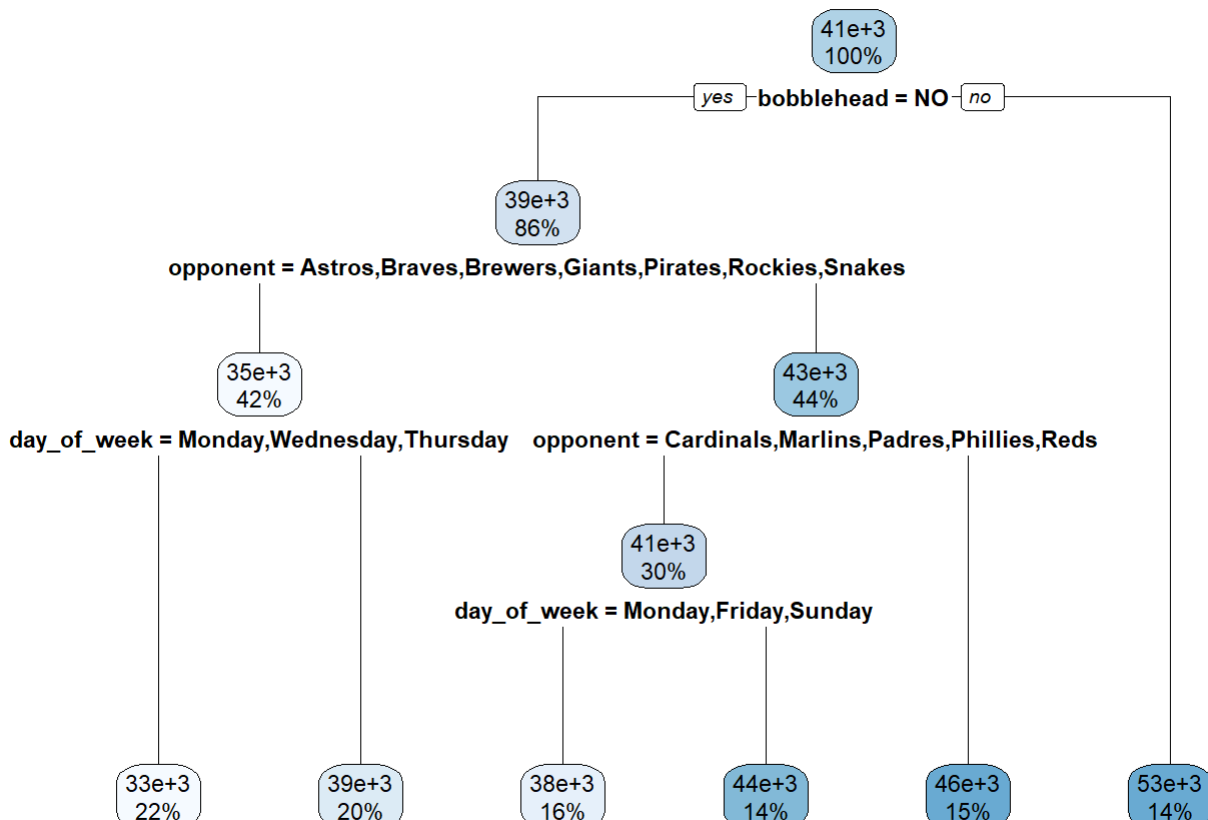 41e+3
100%
yes bobblehead = NO no
39e+3
86%
opponent = Astros,Braves,Brewers,Giants,Pirates,Rockies,Snakes
35e+3
42%
43e+3
44%
day_of_week = Monday,Wednesday,Thursday
opponent = Cardinals,Marlins,Padres,Phillies,Reds
41e+3
30%
day_of_week = Monday,Friday,Sunday
33e+3
22%
39e+3
20%
38e+3
16%
44e+3
14%
46e+3
15%
53e+3
14%